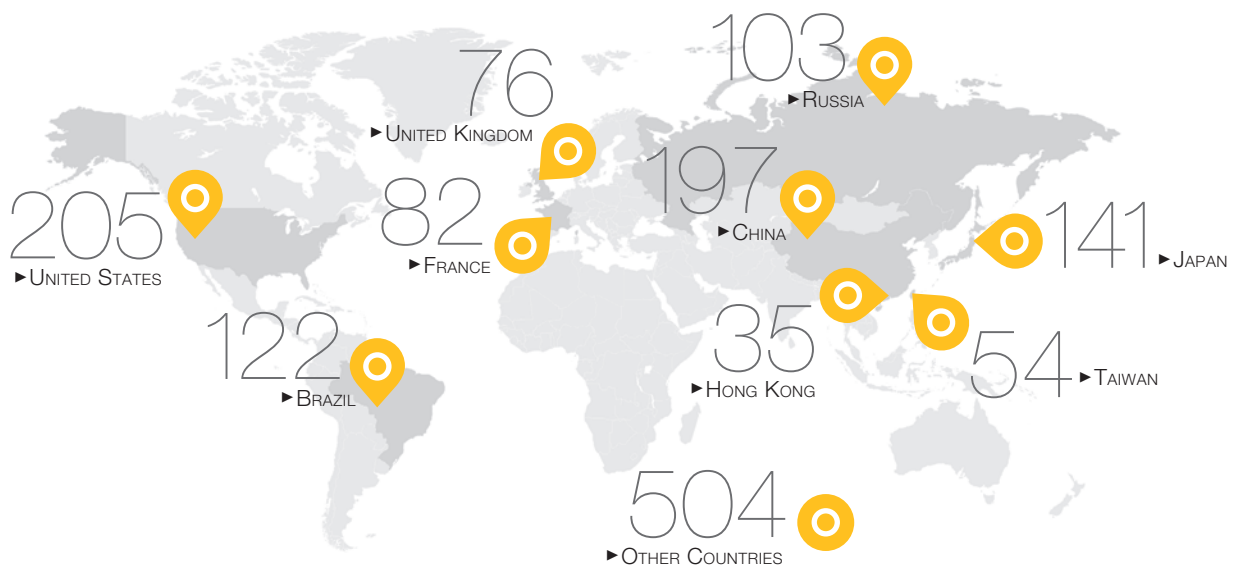 103
►Russia
76
►United Kingdom
197
►China
205
►United States
82
►France
141
►Japan
122
►Brazil
35
►Hong Kong
54
►Taiwan
504
►Other Countries